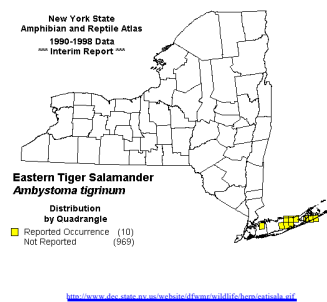 New York State
Amphibian and Reptile Atlas
1990-1998 Data
*** Interim Report ***
Eastern Tiger Salamander
Ambystoma tigrinum
Distribution
by Quadrangle
Reported Occurrence (10)
Not Reported (969)
http://www.dec.state.ny.us/website/dfwmr/wildlife/herp/eatisala.gif